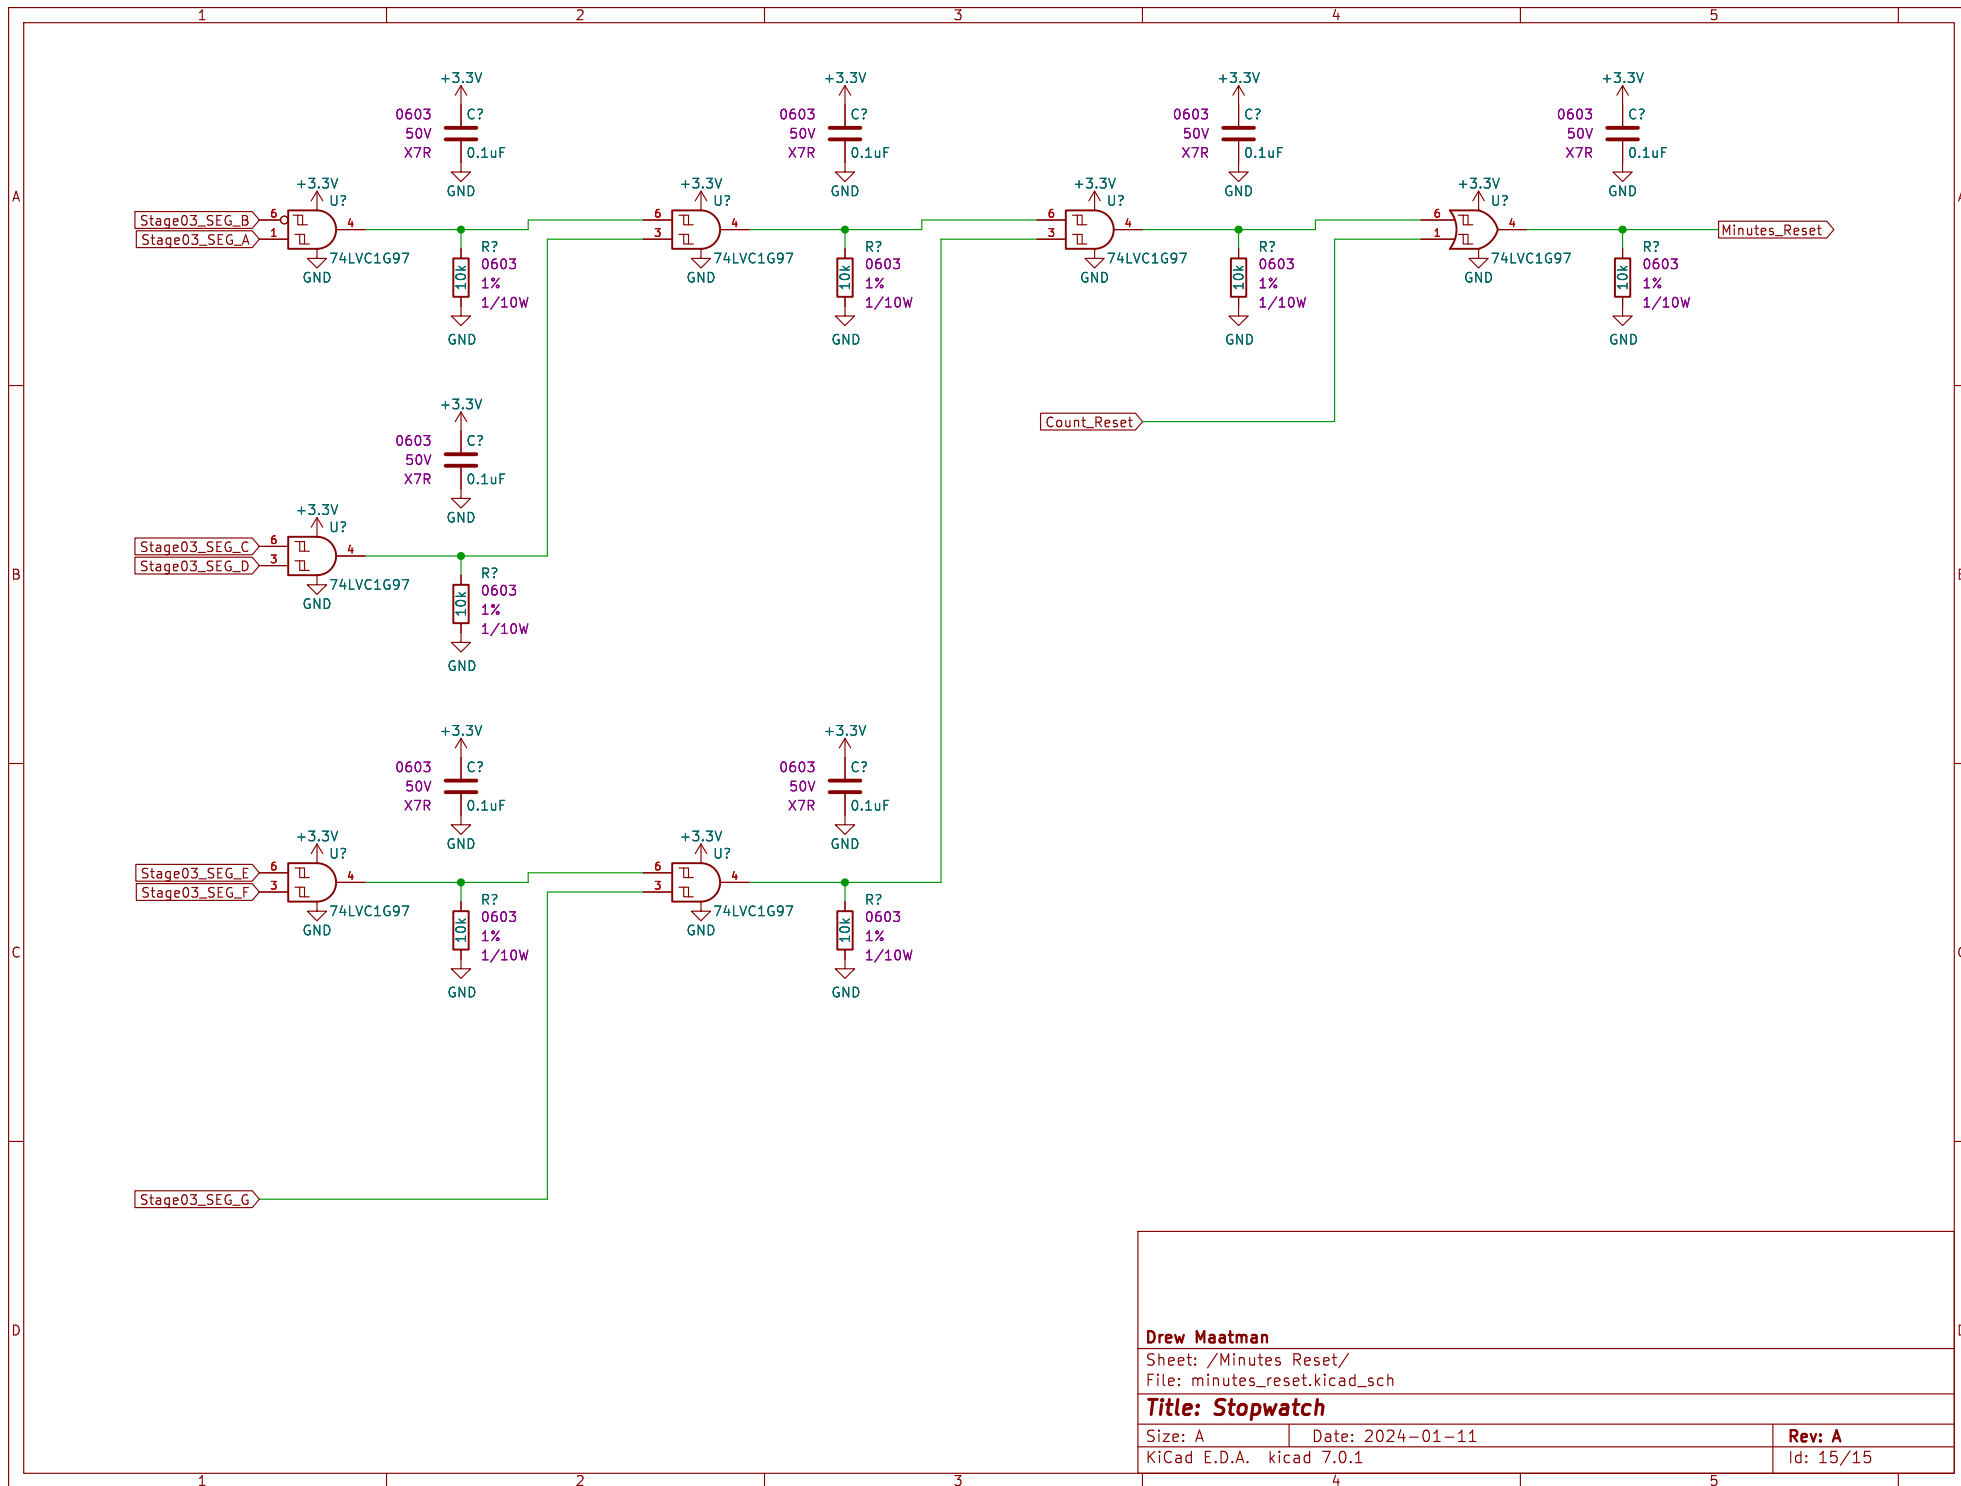 1 2 3 4 5
+3.3V +3.3V +3.3V +3.3V
0603 C? 0603 C? 0603 C? 0603 C?
50V 50V 50V 50V
X7R 0.1uF X7R 0.1uF X7R 0.1uF X7R 0.1uF
GND GND GND GND
+3.3V +3.3V +3.3V +3.3V
A U? U? U? U? A
Stage03_SEG_B 6 4 6 4 6 4 6 4 Minutes_Reset
Stage03_SEG_A 1 3 3 1
R? R? R? R?
74LVC1G97 0603 74LVC1G97 0603 74LVC1G97 0603 74LVC1G97 0603
GND 10k 1% GND 10k 1% GND 10k 1% GND 10k 1%
1/10W 1/10W 1/10W 1/10W
GND GND GND GND
+3.3V
Count_Reset
0603 C?
50V
X7R 0.1uF
GND
+3.3V
U?
Stage03_SEG_C 6 4
Stage03_SEG_D 3
B R?
74LVC1G97 0603
GND 10k 1%
1/10W
GND
+3.3V +3.3V
0603 C? 0603 C?
50V 50V
X7R 0.1uF X7R 0.1uF
GND GND
+3.3V +3.3V
U? U?
Stage03_SEG_E 6 4 6 4
Stage03_SEG_F 3 3
R? R?
74LVC1G97 0603 74LVC1G97 0603
GND 10k 1% GND 10k 1%
C 1/10W 1/10W
GND GND
Stage03_SEG_G
D
Drew Maatman
Sheet: /Minutes Reset/
File: minutes_reset.kicad_sch
Title: Stopwatch
Size: A Date: 2024-01-11 Rev: A
KiCad E.D.A. kicad 7.0.1 Id: 15/15
1 2 3 4 5